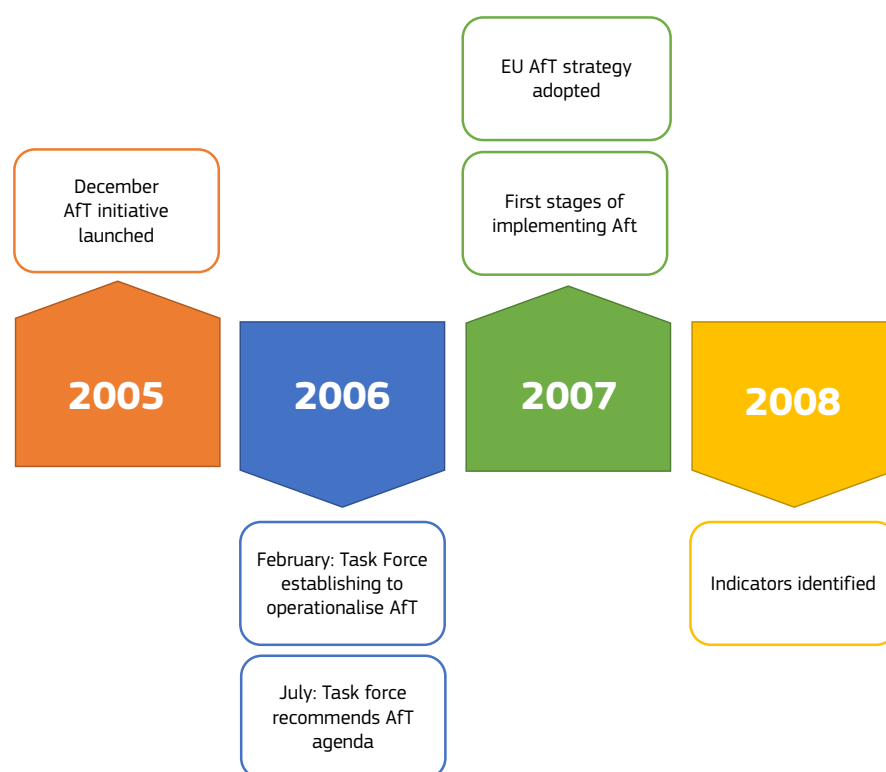 EU AfT strategy
adopted
December
AfT initiative
launched
First stages of
implementing Aft
2005
2006
2007
2008
February: Task Force
establishing to
operationalise AfT
Indicators identified
July: Task force
recommends AfT
agenda